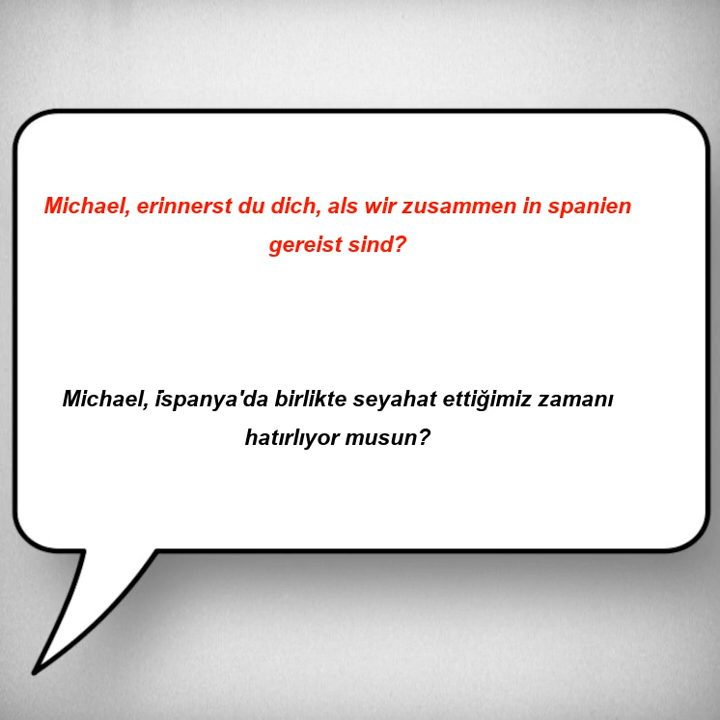 Michael, erinnerst du dich, als wir zusammen in spanien
gereist sind?
Michael, i̇spanya'da birlikte seyahat ettiğimiz zamanı
hatırlıyor musun?